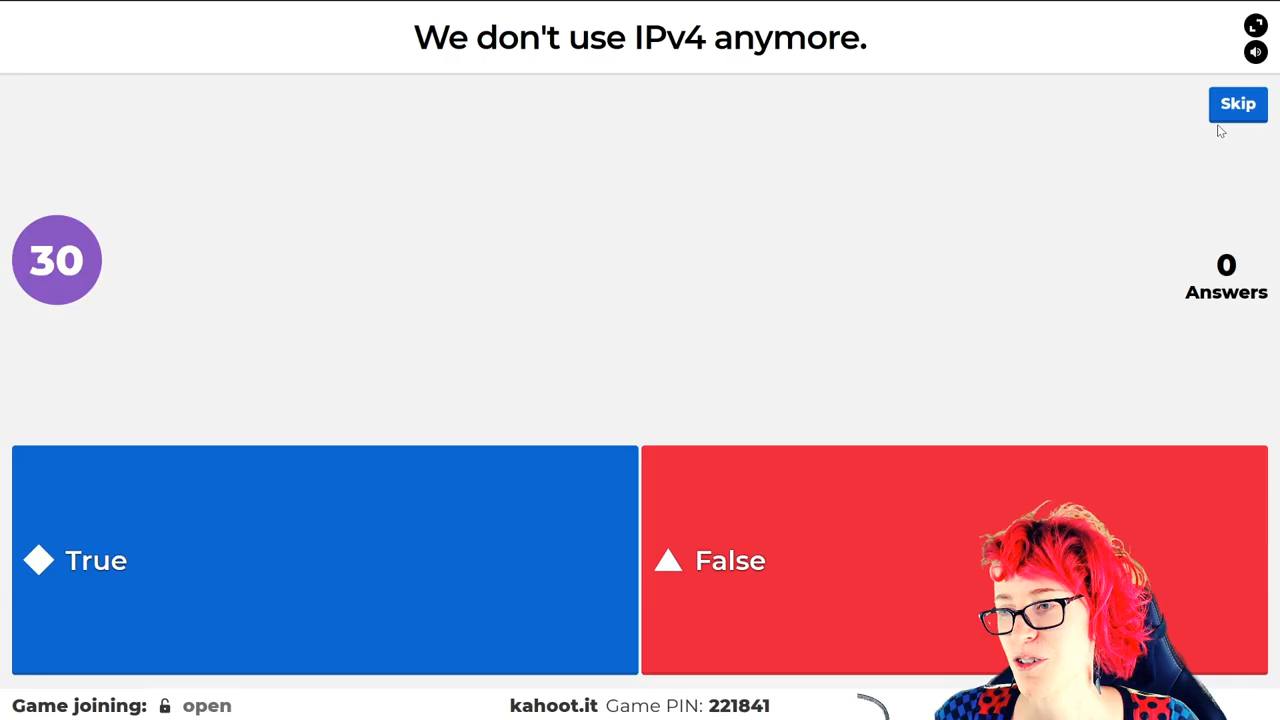 We don't use IPv4 anymore.
Skip
30
0
Answers
True
False
Game joining: open
kahoot.it Game PIN: 221841